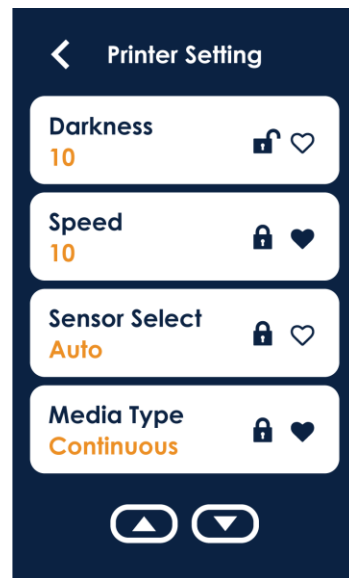 Printer Setting
Darkness
10
Speed
10
Sensor Select
Auto
Media Type
Continuous